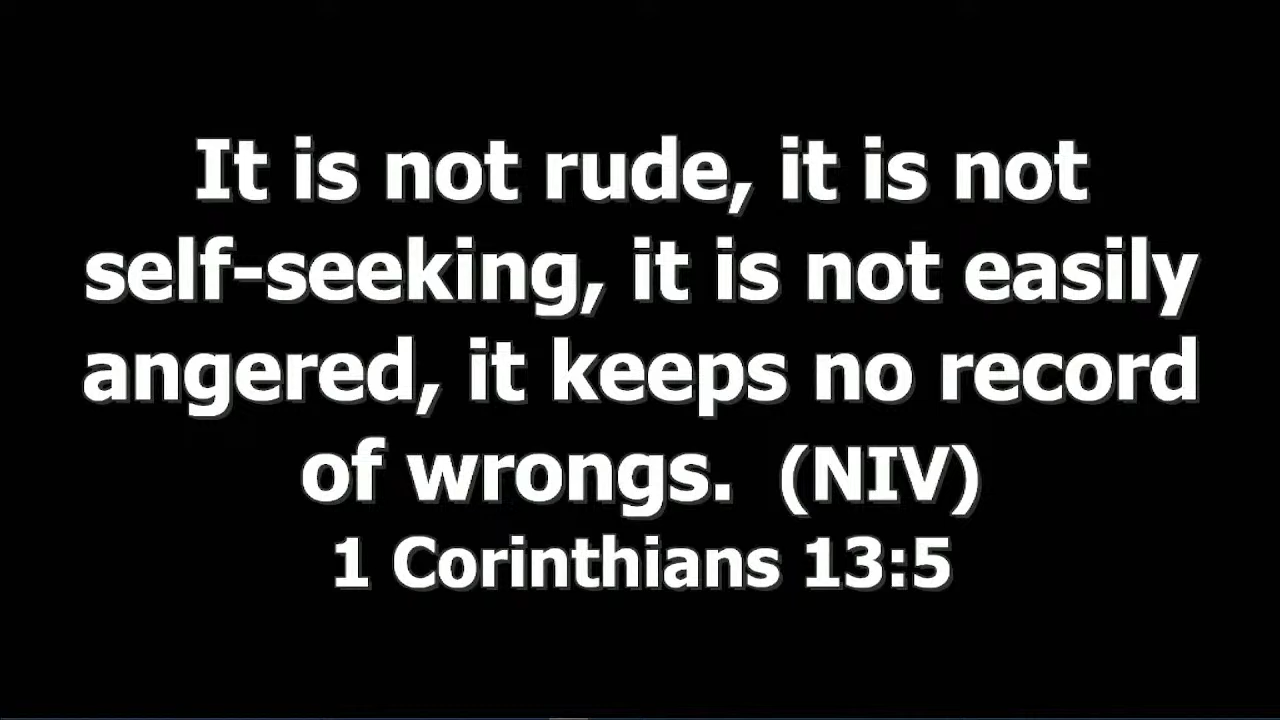 It is not rude, it is not
self-seeking, it is not easily
angered, it keeps no record
of wrongs.  (NIV)
1 Corinthians 13:5